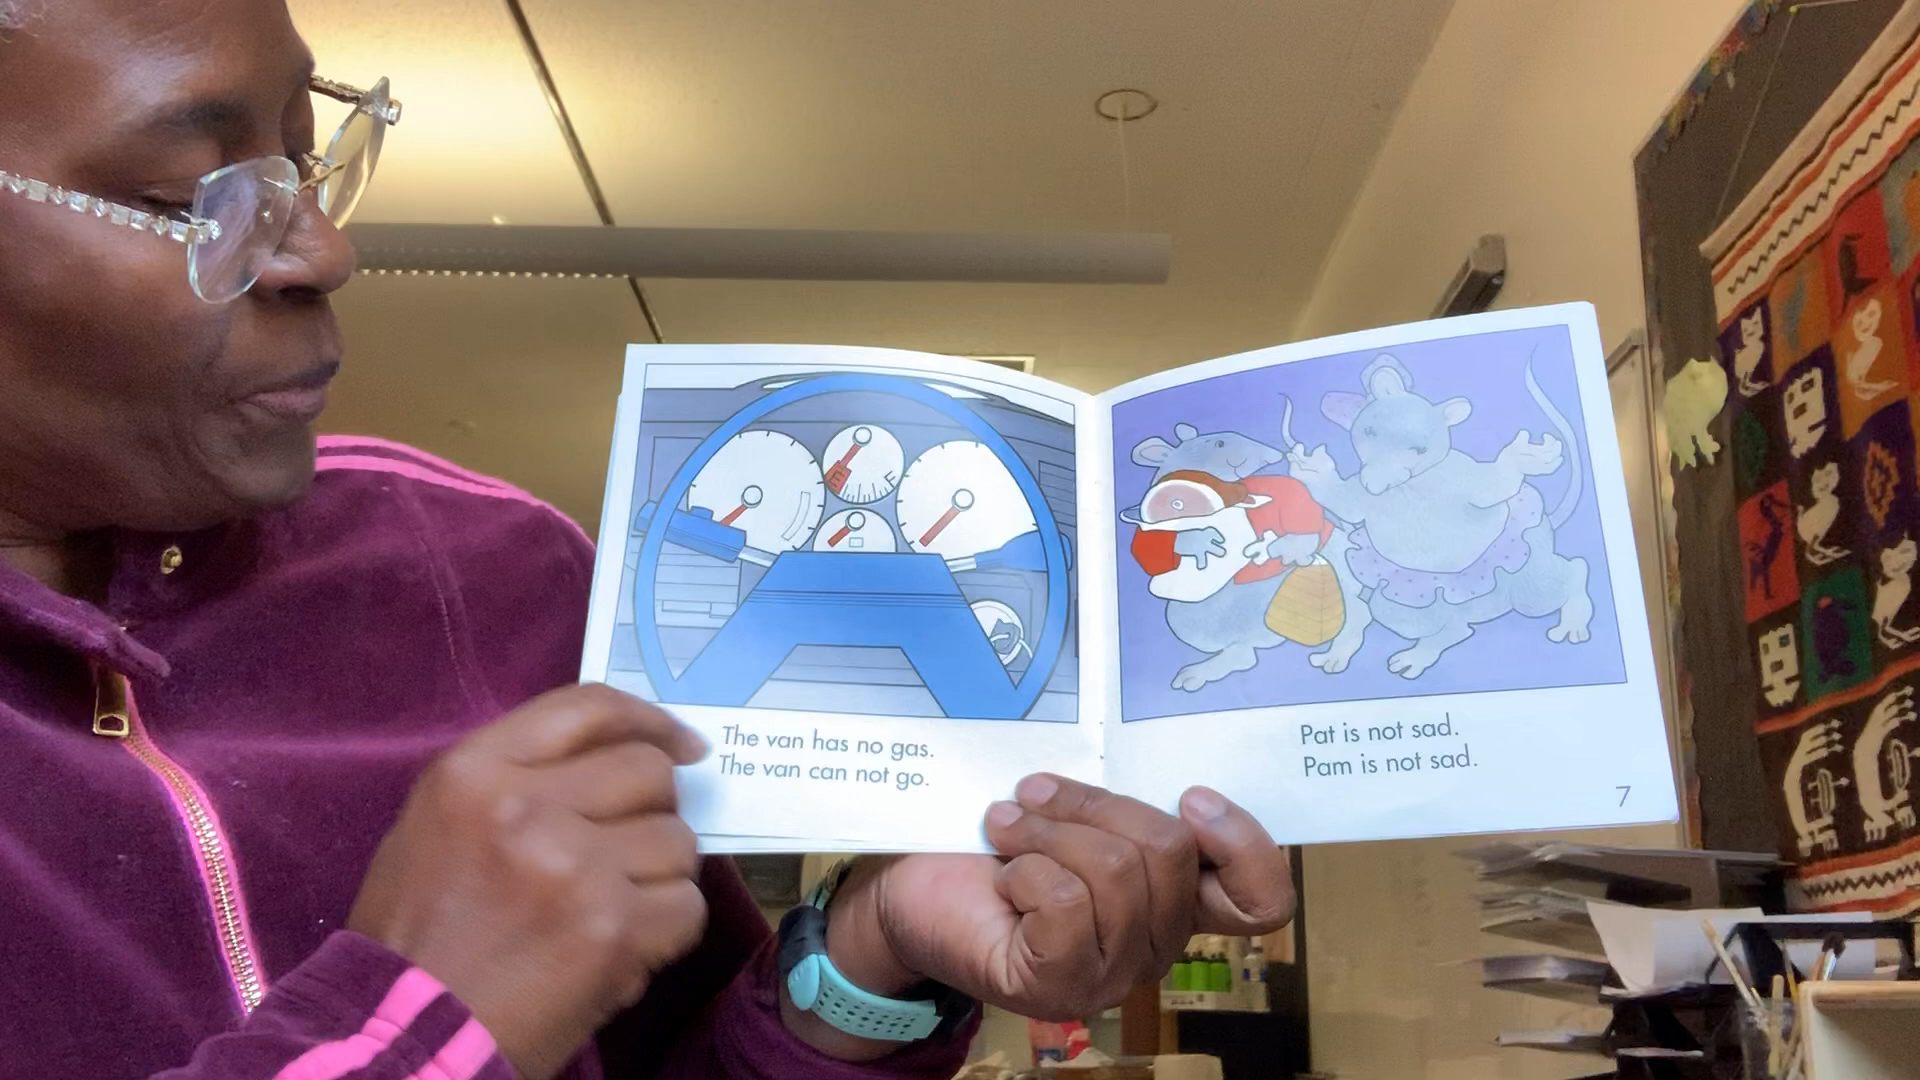 E F
The van has no gas.
The van can not go.
Pat is not sad.
Pam is not sad.
7